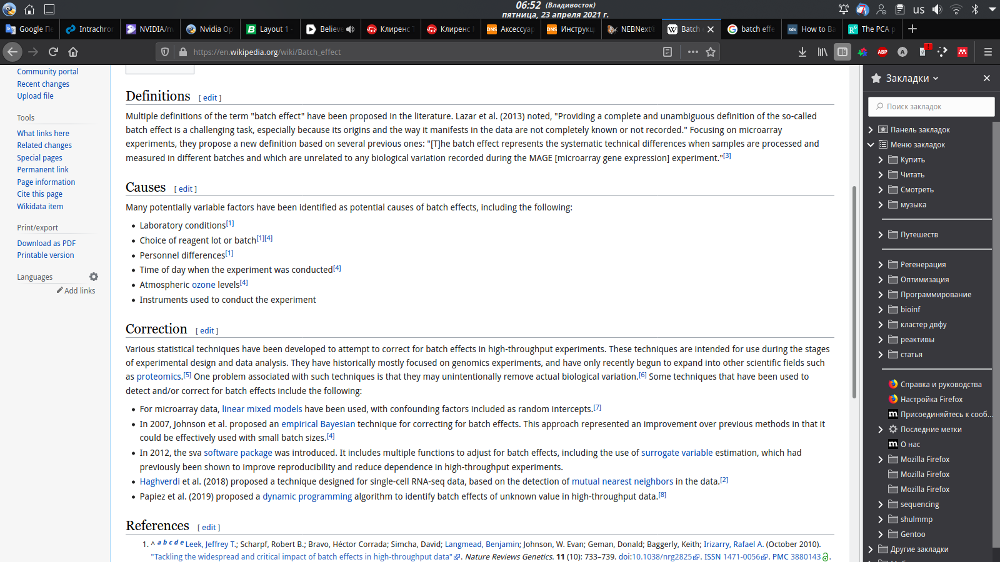 06:52 (Владивосток)
пятница, 23 апреля 2021 г.
us
Google Пе
Intrachror
NVIDIA/nv
Nvidia Op
Layout 1 -
Believe
Клиренс
Клиренс
DNS Аксессуар
DNS Инструкц
NEBNext®
W Batch
batch effe
tds How to Ba
The PCA p
https://en.wikipedia.org/wiki/Batch_effect
ABP
Community portal
Recent changes
Upload file
Tools
What links here
Related changes
Special pages
Permanent link
Page information
Cite this page
Wikidata item
Print/export
Download as PDF
Printable version
Languages
Add links
Definitions [ edit ]
Multiple definitions of the term "batch effect" have been proposed in the literature. Lazar et al. (2013) noted, "Providing a complete and unambiguous definition of the so-called
batch effect is a challenging task, especially because its origins and the way it manifests in the data are not completely known or not recorded." Focusing on microarray
experiments, they propose a new definition based on several previous ones: "[T]he batch effect represents the systematic technical differences when samples are processed and
measured in different batches and which are unrelated to any biological variation recorded during the MAGE [microarray gene expression] experiment."[3]
Causes [ edit ]
Many potentially variable factors have been identified as potential causes of batch effects, including the following:
• Laboratory conditions[1]
• Choice of reagent lot or batch[1][4]
• Personnel differences[1]
• Time of day when the experiment was conducted[4]
• Atmospheric ozone levels[4]
• Instruments used to conduct the experiment
Correction [ edit ]
Various statistical techniques have been developed to attempt to correct for batch effects in high-throughput experiments. These techniques are intended for use during the stages
of experimental design and data analysis. They have historically mostly focused on genomics experiments, and have only recently begun to expand into other scientific fields such
as proteomics.[5] One problem associated with such techniques is that they may unintentionally remove actual biological variation.[6] Some techniques that have been used to
detect and/or correct for batch effects include the following:
• For microarray data, linear mixed models have been used, with confounding factors included as random intercepts.[7]
• In 2007, Johnson et al. proposed an empirical Bayesian technique for correcting for batch effects. This approach represented an improvement over previous methods in that it
could be effectively used with small batch sizes.[4]
• In 2012, the sva software package was introduced. It includes multiple functions to adjust for batch effects, including the use of surrogate variable estimation, which had
previously been shown to improve reproducibility and reduce dependence in high-throughput experiments.
• Haghverdi et al. (2018) proposed a technique designed for single-cell RNA-seq data, based on the detection of mutual nearest neighbors in the data.[2]
• Papiez et al. (2019) proposed a dynamic programming algorithm to identify batch effects of unknown value in high-throughput data.[8]
References [ edit ]
1. ^ a b c d e Leek, Jeffrey T.; Scharpf, Robert B.; Bravo, Héctor Corrada; Simcha, David; Langmead, Benjamin; Johnson, W. Evan; Geman, Donald; Baggerly, Keith; Irizarry, Rafael A. (October 2010).
"Tackling the widespread and critical impact of batch effects in high-throughput data". Nature Reviews Genetics. 11 (10): 733–739. doi:10.1038/nrg2825. ISSN 1471-0056. PMC 3880143.
Закладки
Поиск закладок
Панель закладок
Меню закладок
Купить
Читать
Смотреть
музыка
Путешеств
Регенерация
Оптимизация
Программирование
bioinf
кластер двфу
реактивы
статья
Справка и руководства
Настройка Firefox
m Присоединяйтесь к сооб...
Последние метки
m О нас
Mozilla Firefox
Mozilla Firefox
Mozilla Firefox
sequencing
shulmmp
Gentoo
Другие закладки